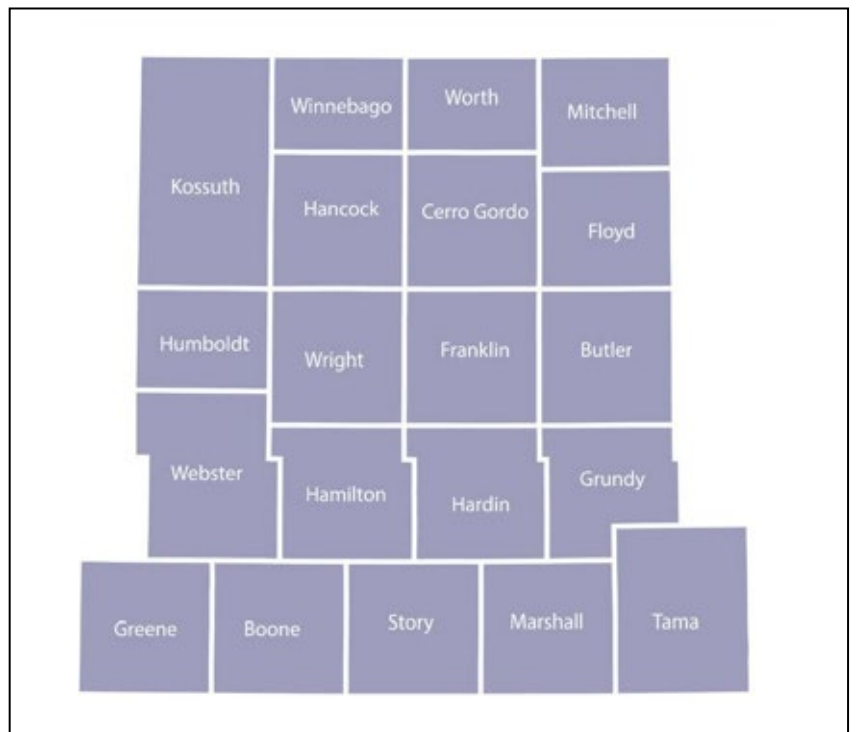 Winnebago
Worth
Mitchell
Kossuth
Hancock
Cerro Gordo
Floyd
Humboldt
Wright
Franklin
Butler
Webster
Hamilton
Hardin
Grundy
Greene
Boone
Story
Marshall
Tama